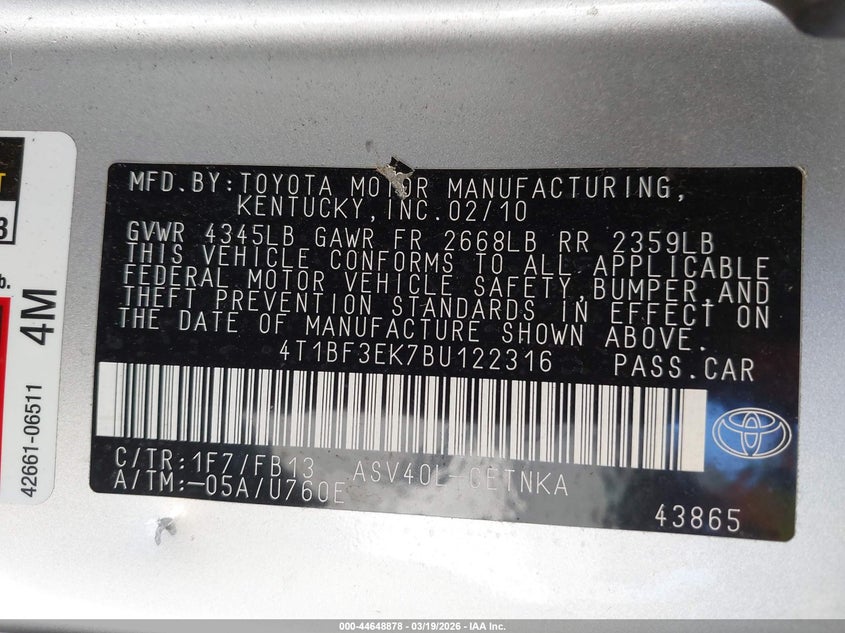 T
3
b.
4M
42661-06511
MFD.BY:TOYOTA MOTOR MANUFACTURING,
KENTUCKY,INC.02/10
GVWR 4345LB GAWR FR 2668LB RR 2359LB
THIS VEHICLE CONFORMS TO ALL APPLICABLE
FEDERAL MOTOR VEHICLE SAFETY,BUMPER,AND
THEFT PREVENTION STANDARDS IN EFFECT ON
THE DATE OF MANUFACTURE SHOWN ABOVE.
4T1BF3EK7BU122316 PASS.CAR
C/TR:1F7/FB13 ASV40L-CETNKA
A/TM:-05A/U760E
43865
000-44648878 - 03/19/2026 - IAA Inc.